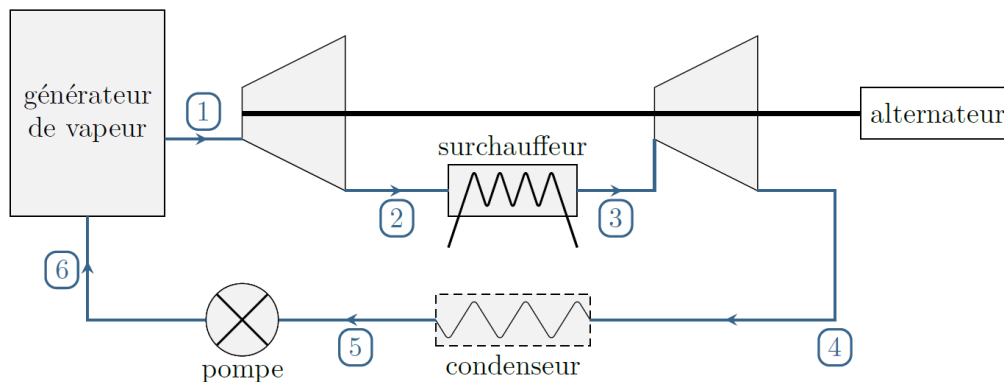 générateur
de vapeur
1
alternateur
surchauffeur
2
3
6
5
4
pompe
condenseur